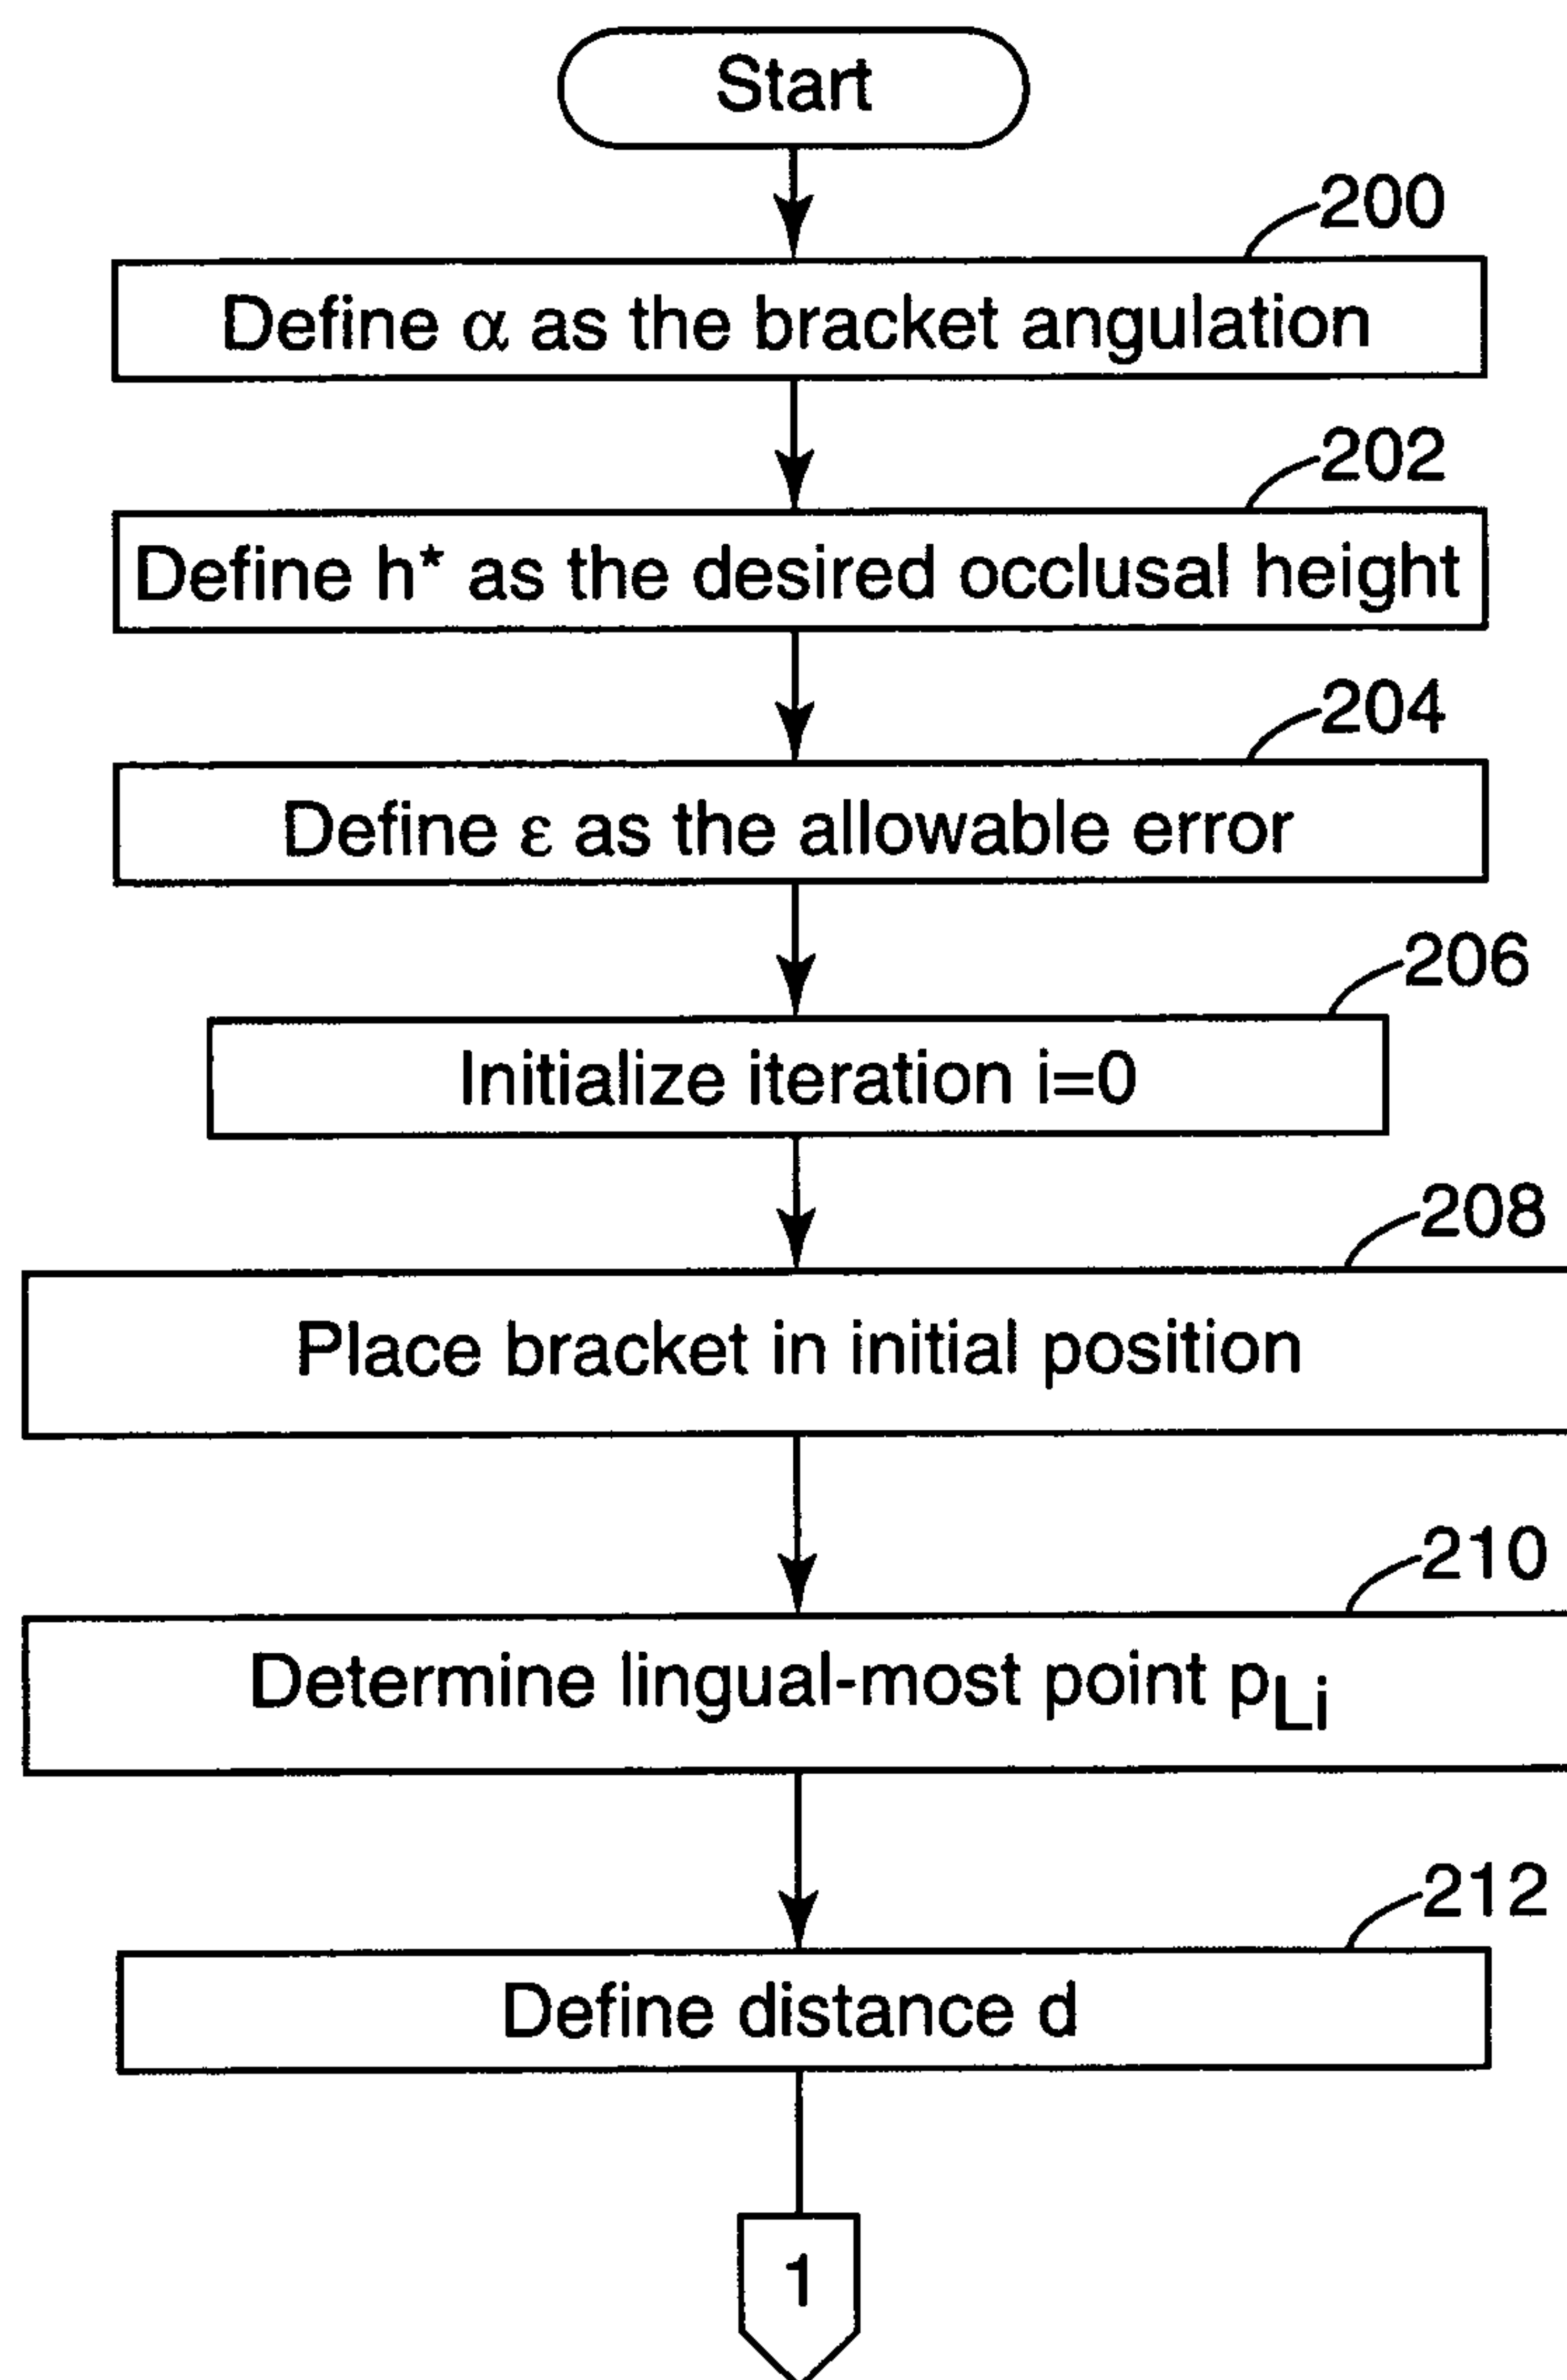 Start
200
Define α as the bracket angulation
202
Define h* as the desired occlusal height
204
Define ε as the allowable error
206
Initialize iteration i=0
208
Place bracket in initial position
210
Determine lingual-most point pLi
212
Define distance d
1